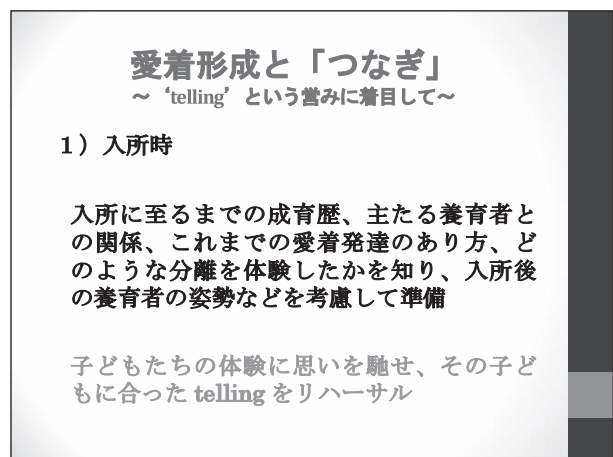 愛着形成と「つなぎ」
～‘telling’という営みに着目して～
１）入所時
入所に至るまでの成育歴、主たる養育者と
の関係、これまでの愛着発達のあり方、ど
のような分離を体験したかを知り、入所後
の養育者の姿勢などを考慮して準備
子どもたちの体験に思いを馳せ、その子ど
もに合った telling をリハーサル